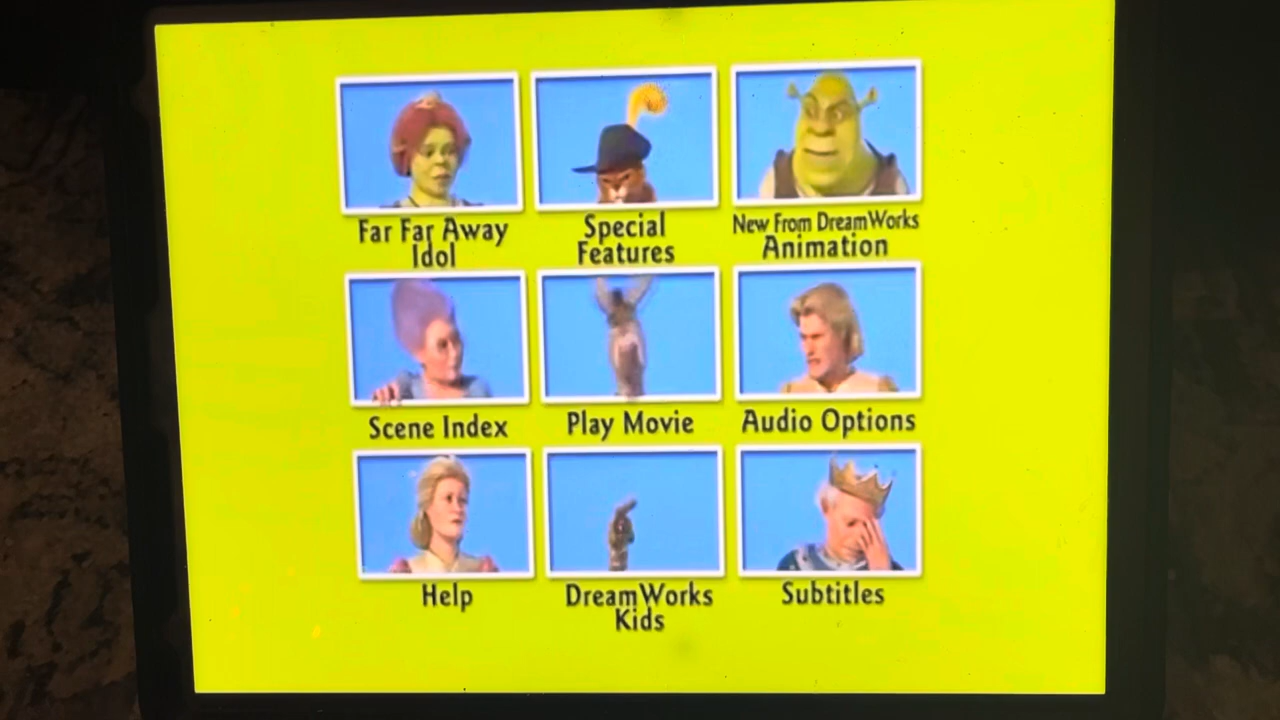 Far Far Away
Idol
Special
Features
New From DreamWorks
Animation
Scene Index
Play Movie
Audio Options
Help
DreamWorks
Kids
Subtitles